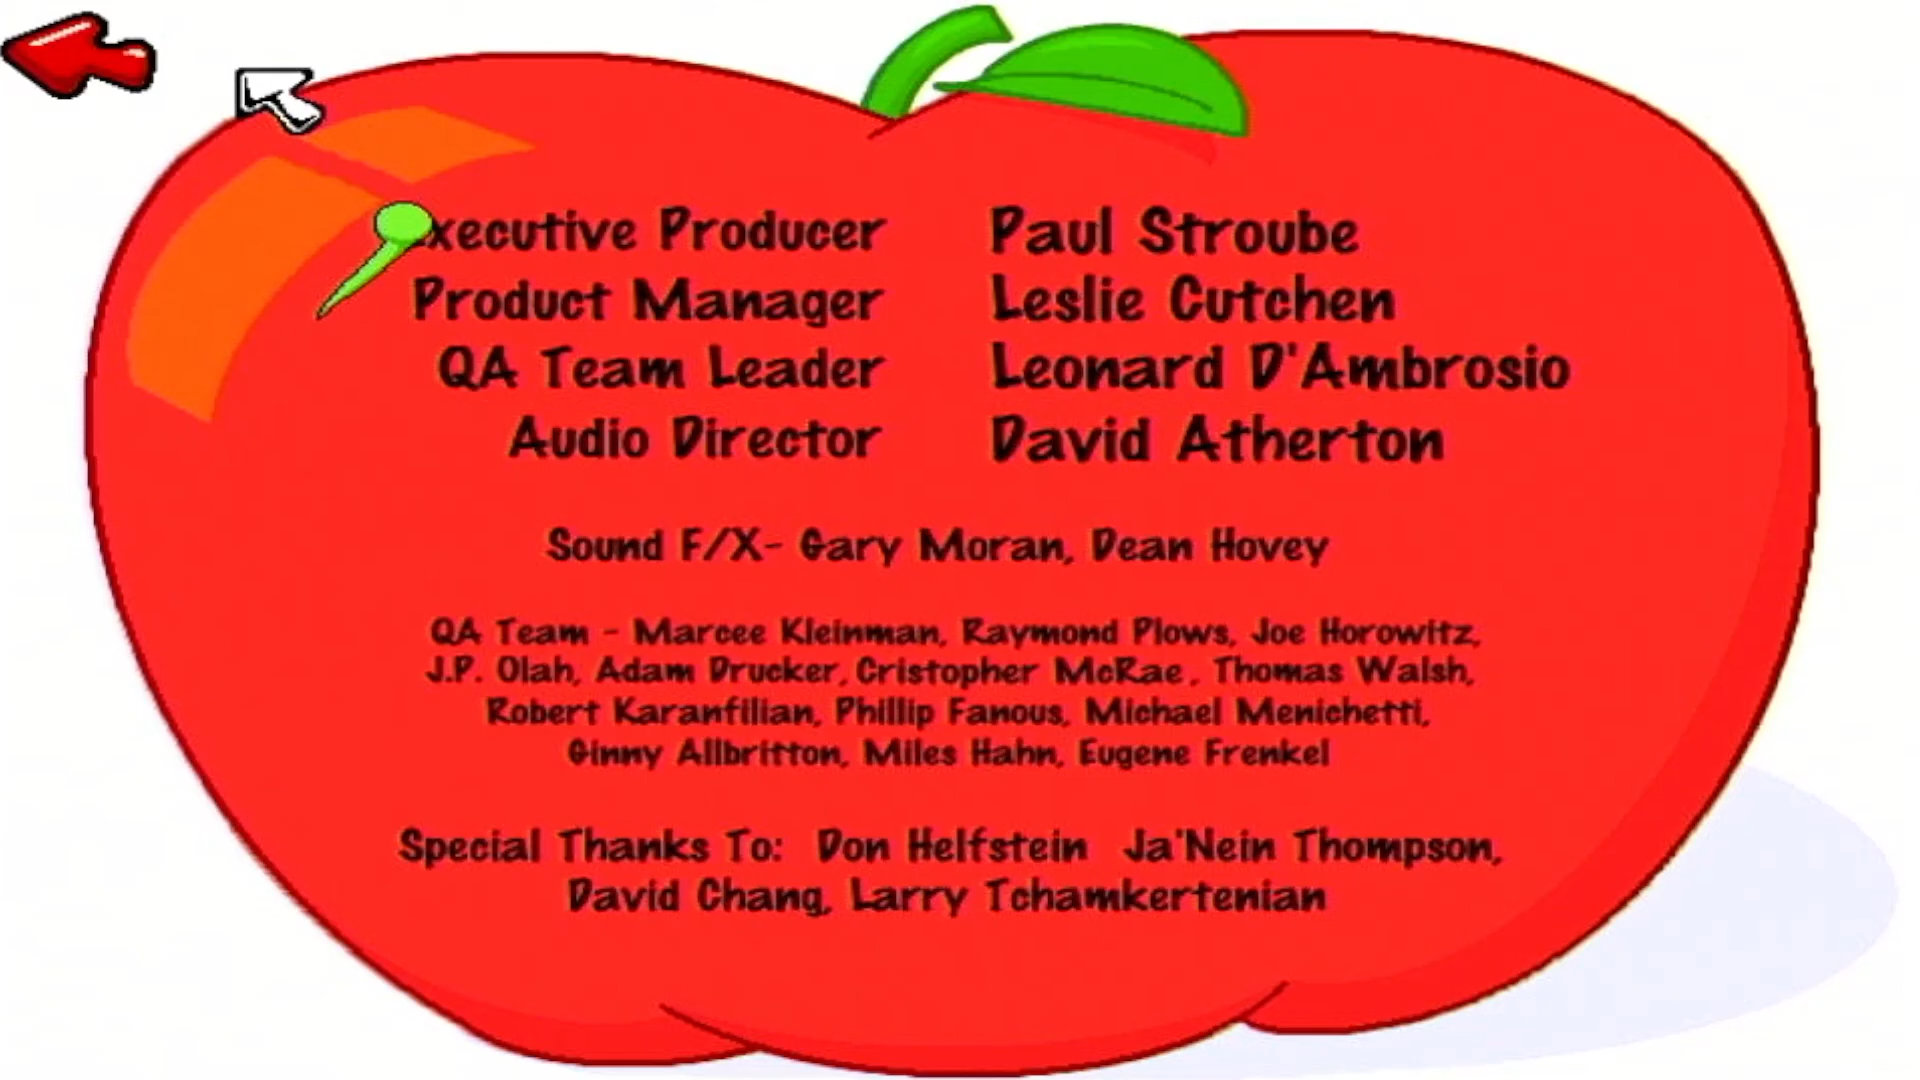 xecutive Producer Paul Stroube
Product Manager Leslie Cutchen
QA Team Leader Leonard D'Ambrosio
Audio Director David Atherton
Sound F/X- Gary Moran, Dean Hovey
QA Team - Marcee Kleinman, Raymond Plows, Joe Horowitz,
J.P. Olah, Adam Drucker, Cristopher McRae, Thomas Walsh,
Robert Karanfilian, Phillip Fanous, Michael Menichetti,
Ginny Allbritton, Miles Hahn, Eugene Frenkel
Special Thanks To: Don Helfstein Ja'Nein Thompson,
David Chang, Larry Tchamkertenian